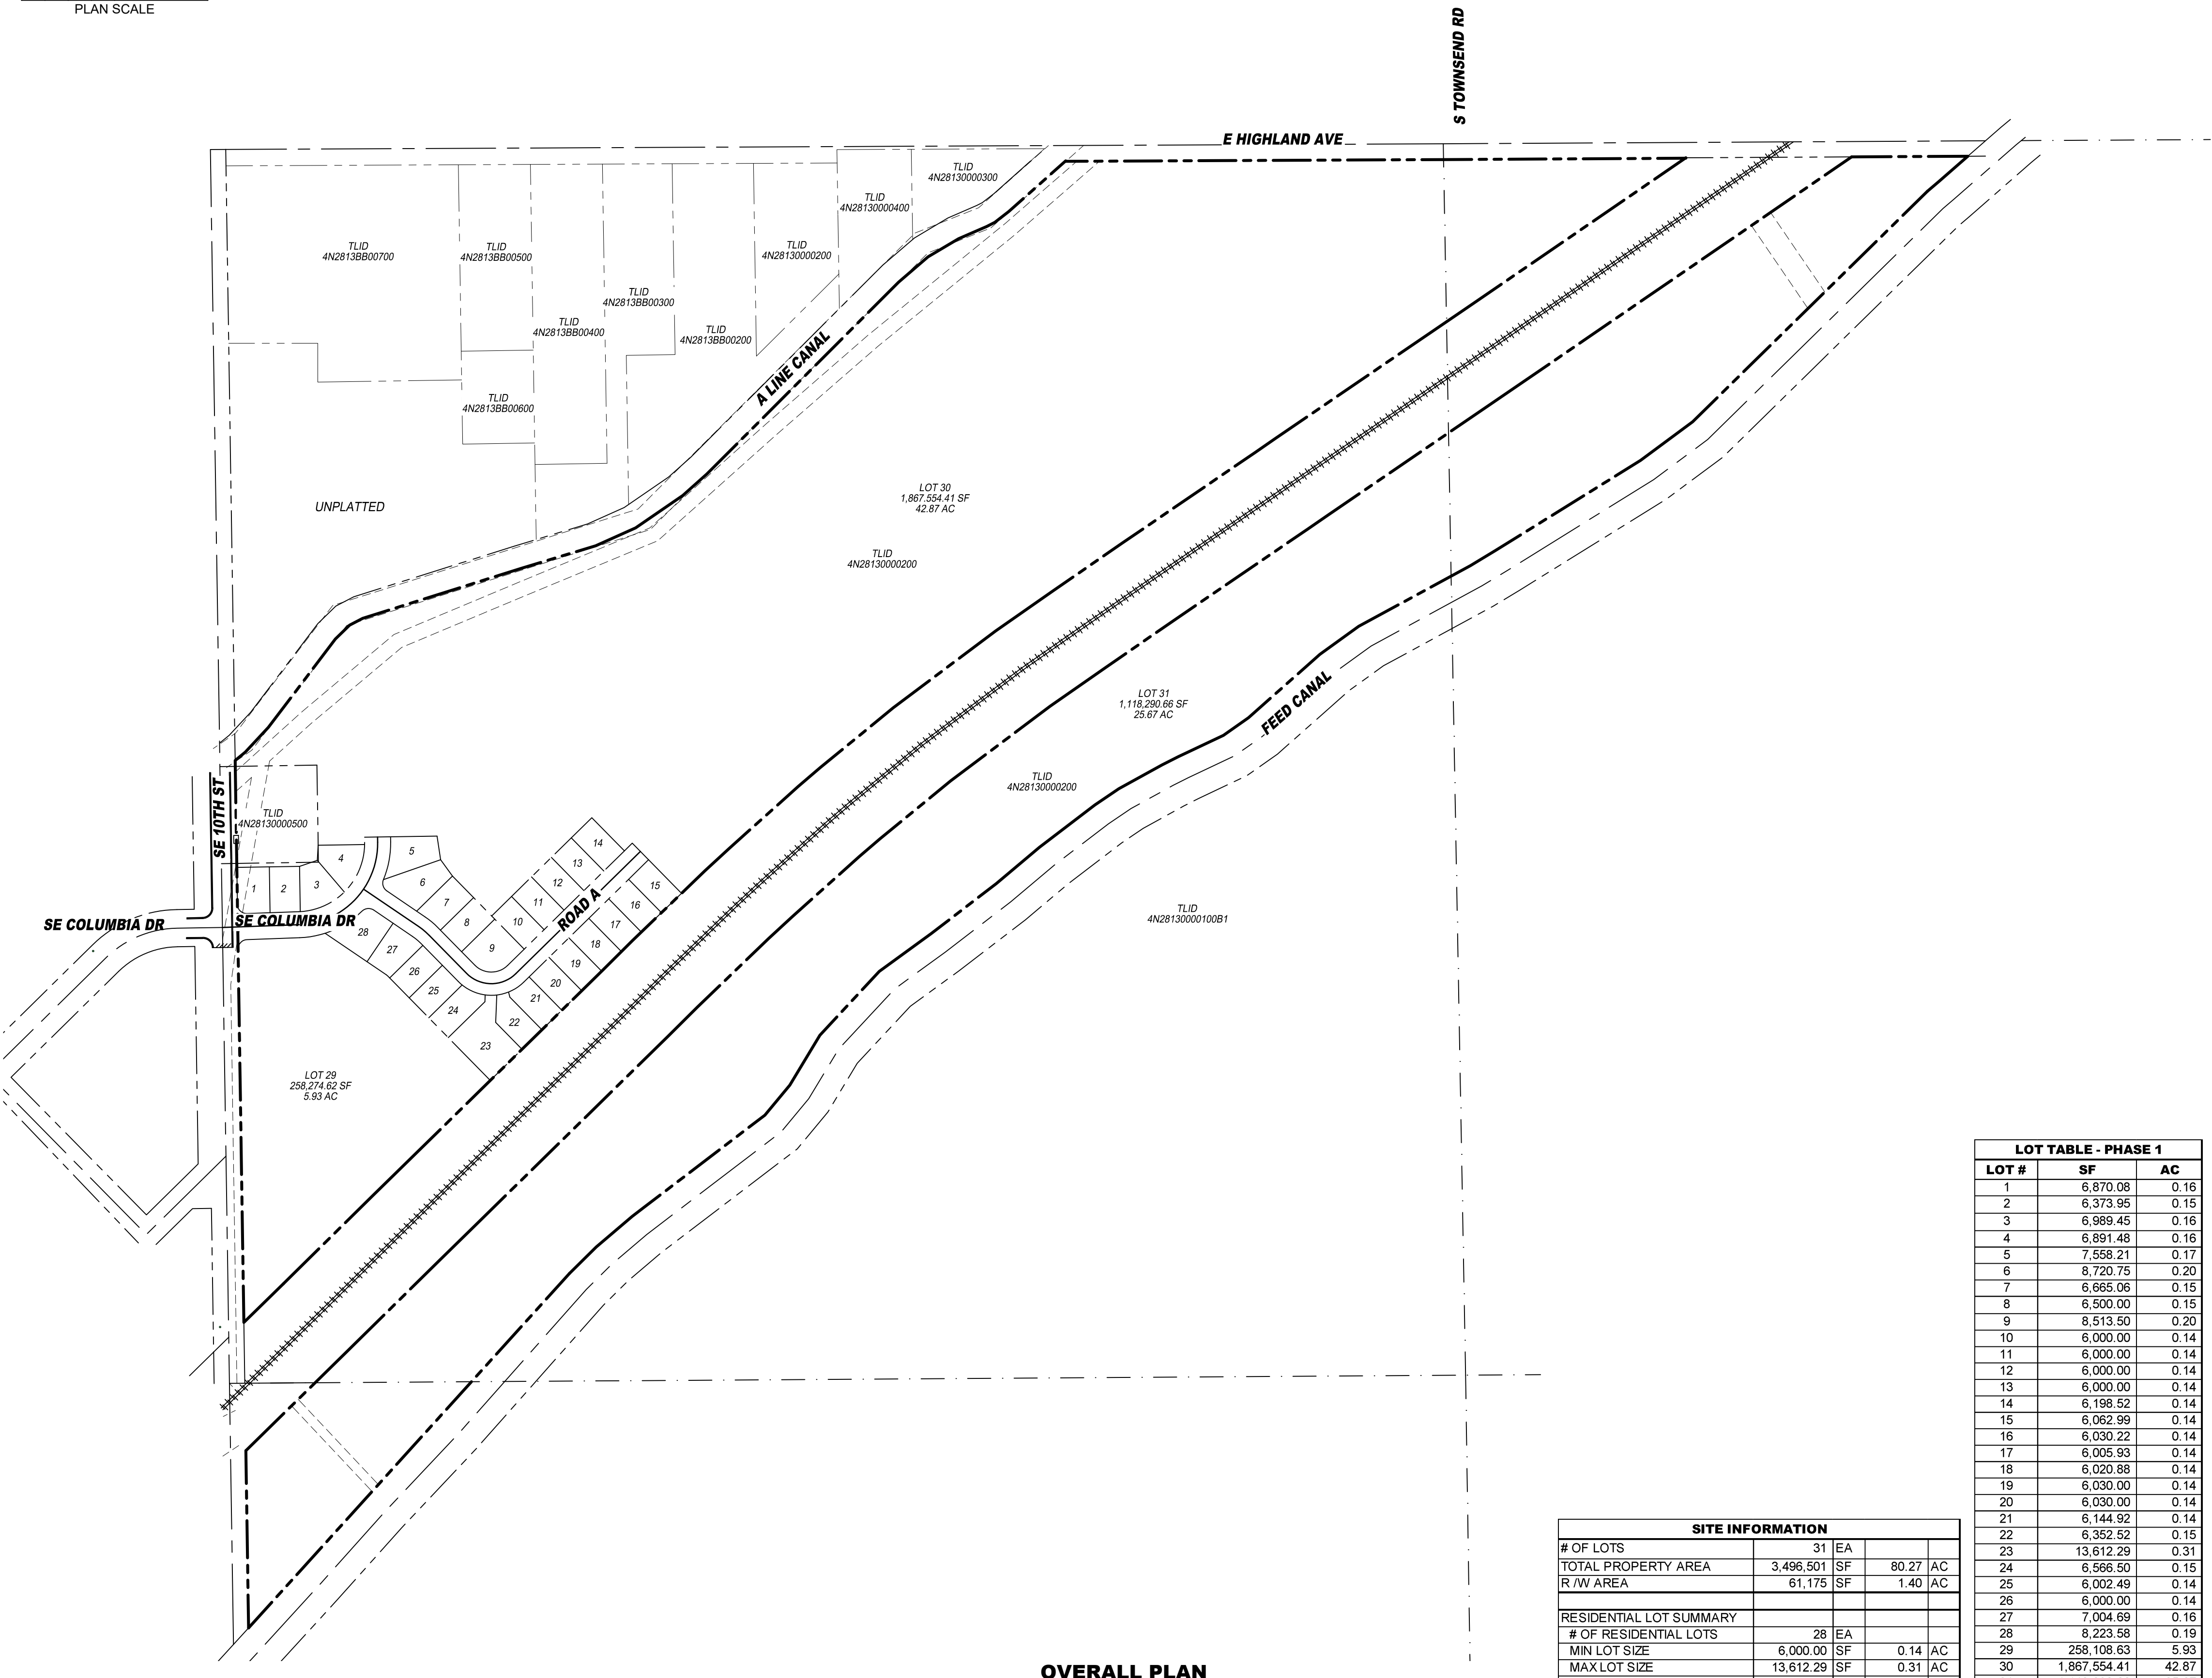 PLAN SCALE
S TOWNSEND RD
E HIGHLAND AVE
TLID
4N28130000300
TLID
4N28130000400
TLID
4N2813BB00700
TLID
4N2813BB00500
TLID
4N28130000200
TLID
4N2813BB00300
TLID
4N2813BB00400
TLID
4N2813BB00200
A LINE CANAL
TLID
4N2813BB00600
UNPLATTED
LOT 30
1,867.554.41 SF
42.87 AC
TLID
4N28130000200
LOT 31
1,118,290.66 SF
25.67 AC
FEED CANAL
TLID
4N28130000200
SE 10TH ST
TLID
4N28130000500
1
2
3
4
5
6
7
8
9
10
11
12
13
14
15
16
17
18
19
20
21
22
23
24
25
26
27
28
ROAD A
SE COLUMBIA DR
SE COLUMBIA DR
TLID
4N28130000100B1
LOT 29
258,274.62 SF
5.93 AC
LOT TABLE - PHASE 1
LOT # SF AC
1 6,870.08 0.16
2 6,373.95 0.15
3 6,989.45 0.16
4 6,891.48 0.16
5 7,558.21 0.17
6 8,720.75 0.20
7 6,665.06 0.15
8 6,500.00 0.15
9 8,513.50 0.20
10 6,000.00 0.14
11 6,000.00 0.14
12 6,000.00 0.14
13 6,000.00 0.14
14 6,198.52 0.14
15 6,062.99 0.14
16 6,030.22 0.14
17 6,005.93 0.14
18 6,020.88 0.14
19 6,030.00 0.14
20 6,030.00 0.14
21 6,144.92 0.14
22 6,352.52 0.15
23 13,612.29 0.31
24 6,566.50 0.15
25 6,002.49 0.14
26 6,000.00 0.14
27 7,004.69 0.16
28 8,223.58 0.19
29 258,108.63 5.93
30 1,867,554.41 42.87
SITE INFORMATION
# OF LOTS 31 EA
TOTAL PROPERTY AREA 3,496,501 SF 80.27 AC
R /W AREA 61,175 SF 1.40 AC
RESIDENTIAL LOT SUMMARY
# OF RESIDENTIAL LOTS 28 EA
MIN LOT SIZE 6,000.00 SF 0.14 AC
MAX LOT SIZE 13,612.29 SF 0.31 AC
OVERALL PLAN